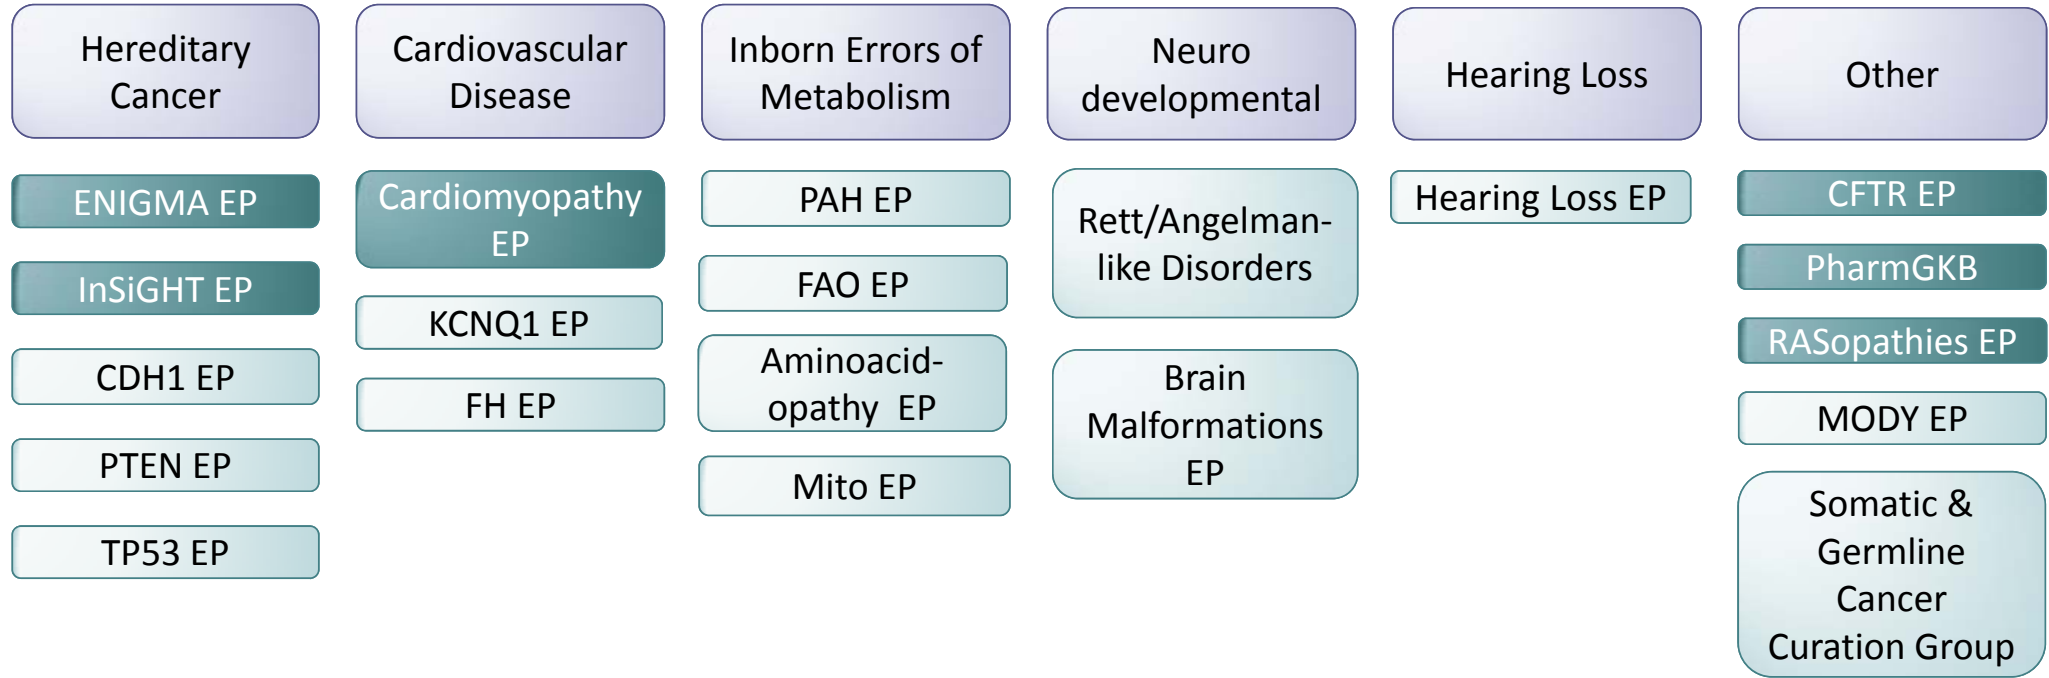 Hereditary
Cancer
ENIGMA EP
InSiGHT EP
CDH1 EP
PTEN EP
TP53 EP
Cardiovascular
Disease
Cardiomyopathy
EP
KCNQ1 EP
FH EP
Inborn Errors of
Metabolism
PAH EP
FAO EP
Aminoacid-
opathy EP
Mito EP
Neuro
developmental
Rett/Angelman-
like Disorders
Brain
Malformations
EP
Hearing Loss
Hearing Loss EP
Other
CFTR EP
PharmGKB
RASopathies EP
MODY EP
Somatic &
Germline
Cancer
Curation Group